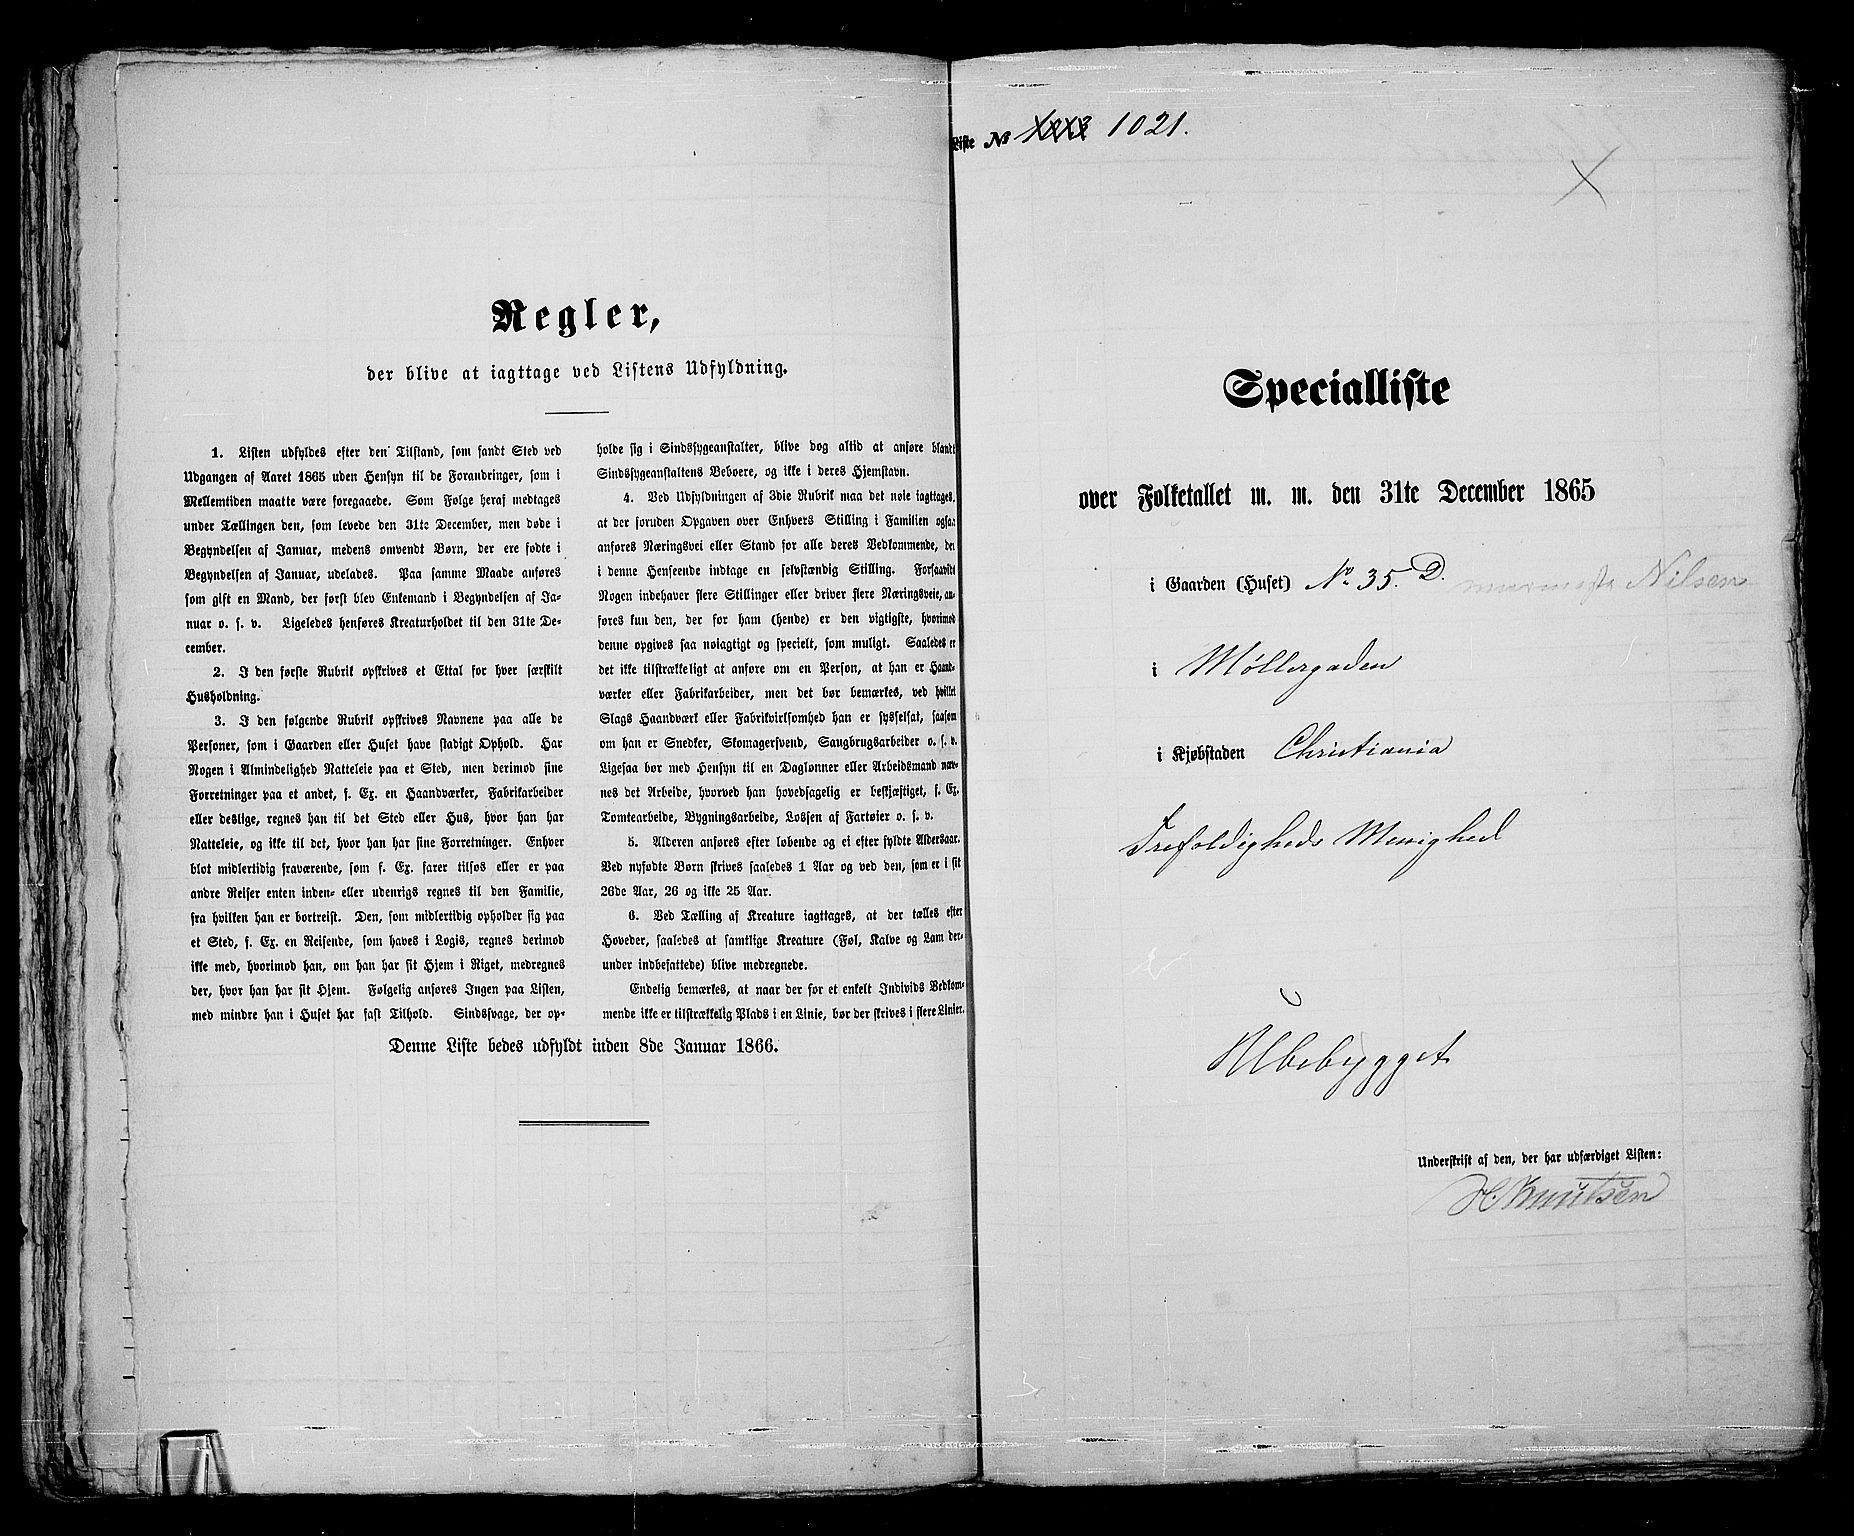 Regler,
der blive at iagttage ved Listens Udfyldning.
1. Listen udfyldes efter den Tilstand, som fandt Sted ved
Udgangen af Aaret 1865 uden Hensyn til de Forandringer, som i
Mellemtiden maatte være foregaaede. Som Følge heraf medtages
under Tællingen den, som levede den 31te December, men døde i
Begyndelsen af Januar, medens omvendt Børn, der ere fødte i
Begyndelsen af Januar, udelades. Paa samme Maade anføres
som gift en Mand, der først blev Enkemand i Begyndelsen af Ja-
nuar o. s. v. Ligeledes henføres Kreaturholdet til den 31te De-
cember.
2. I den første Rubrik opskrives et Ettal for hver særskilt
Husholdning.
3. I den følgende Rubrik opskrives Navnene paa alle de
Personer, som i Gaarden eller Huset have stadigt Ophold. Har
Nogen i Almindelighed Natteleie paa et Sted, men derimod sine
Forretninger paa et andet, f. Ex. en Haandværker, Fabrikarbeider
eller deslige, regnes han til det Sted eller Hus, hvor han har
Natteleie, og ikke til det, hvor han har sine Forretninger. Enhver
blot midlertidig fraværende, som f. Ex. farer tilsøs eller er paa
andre Reiser enten inden- eller udenrigs regnes til den Familie,
fra hvilken han er bortreist. Den, som midlertidig opholder sig paa
et Sted, f. Ex. en Reisende, som haves i Logis, regnes derimod
ikke med, hvorimod han, om han har sit Hjem i Riget, medregnes
der, hvor han har sit Hjem. Følgelig anføres Ingen paa Listen,
med mindre han i Huset har fast Tilhold. Sindssvage, der op-
holde sig i Sindssygeanstalter, blive dog altid at anføre blandt
Sindssygeanstaltens Beboere, og ikke i deres Hjemstavn.
4. Ved Udfyldningen af 3die Rubrik maa det nøie iagttages,
at der foruden Opgaven over Enhvers Stilling i Familien ogsaa
anføres Næringsvei eller Stand for alle deres Vedkommende, der
i denne Henseende indtage en selvstændig Stilling. Forsaavidt
Nogen indehaver flere Stillinger eller driver flere Næringsveie, an-
føres kun den, der for ham (hende) er den vigtigste, hvorimod
denne opgives saa nøiagtigt og specielt, som muligt. Saaledes er
det ikke tilstrækkeligt at anføre om en Person, at han er Haand-
værker eller Fabrikarbeider, men det bør bemærkes, ved hvilket
Slags Haandværk eller Fabrikvirksomhed han er sysselsat, saasom
om han er Snedker, Skomagersvend, Saugbrugsarbeider o. s. v.
Ligesaa bør med Hensyn til en Daglønner eller Arbeidsmand næv-
nes det Arbeide, hvorved han hovedsagelig er beskjæftiget, f. Ex.
Tomtearbeide, Bygningsarbeide, Lossen af Fartøier o. s. v.
5. Alderen anføres efter løbende og ei efter fyldte Aldersaar.
Ved nyfødte Børn skrives saaledes 1 Aar og ved den, som er i sit
26de Aar, 26 og ikke 25 Aar.
6. Ved Tælling af Kreature iagttages, at der tælles efter
Hoveder, saaledes at samtlige Kreature (Føl, Kalve og Lam der-
under indbefattede) blive medregnede.
Endelig bemærkes, at naar der for et enkelt Individs Vedkom-
mende ikke er tilstrækkelig Plads i en Linie, bør der skrives i flere Linier.
Denne Liste bedes udfyldt inden 8de Januar 1866.
Liste № 1021.
X
Specialliste
over Folketallet m. m. den 31te December 1865
i Gaarden (Huset) No. 35. D. Nilsen
i Møllergaden
i Kjøbstaden Christiania
Trefoldigheds Menighed
Ubebygget
Underskrift af den, der har udfærdiget Listen:
H. Knutsen